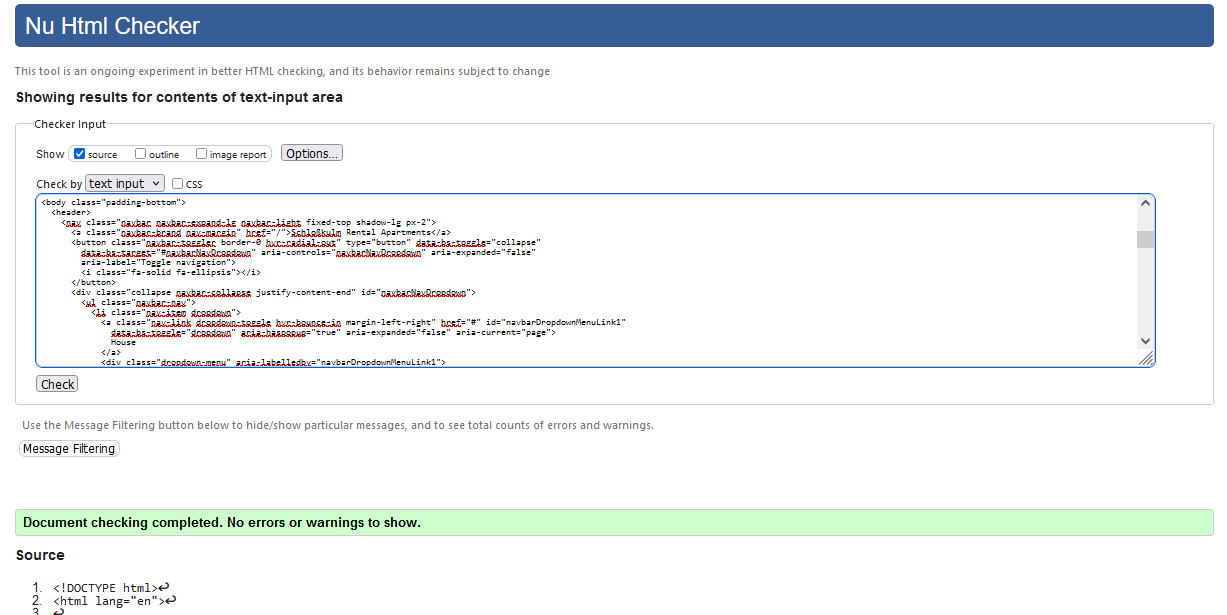 Nu Html Checker
This tool is an ongoing experiment in better HTML checking, and its behavior remains subject to change
Showing results for contents of text-input area
Checker Input
Show source outline image report Options...
Check by text input CSS
<body class="padding-bottom">
<header>
<nav class="navbar navbar-expand-lg navbar-light fixed-top shadow-lg px-2">
<a class="navbar-brand nav-margin" href="/">Schloßkulm Rental Apartments</a>
<button class="navbar-toggler border-0 hvr-radial-out" type="button" data-bs-toggle="collapse"
data-bs-target="#navbarNavDropdown" aria-controls="navbarNavDropdown" aria-expanded="false"
aria-label="Toggle navigation">
<i class="fa-solid fa-ellipsis"></i>
</button>
<div class="collapse navbar-collapse justify-content-end" id="navbarNavDropdown">
<ul class="navbar-nav">
<li class="nav-item dropdown">
<a class="nav-link dropdown-toggle hvr-bounce-in margin-left-right" href="#" id="navbarDropdownMenuLink1"
data-bs-toggle="dropdown" aria-haspopup="true" aria-expanded="false" aria-current="page">
House
</a>
<div class="dropdown-menu" aria-labelledby="navbarDropdownMenuLink1">
Check
Use the Message Filtering button below to hide/show particular messages, and to see total counts of errors and warnings.
Message Filtering
Document checking completed. No errors or warnings to show.
Source
1. <!DOCTYPE html>↩
2. <html lang="en">↩
3. ↩